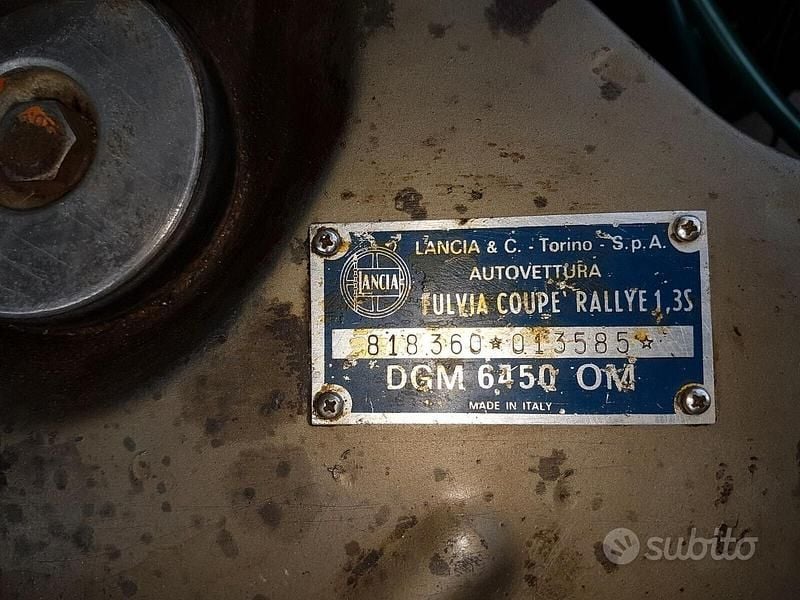 LANCIA & C. - Torino - S.p.A.
LANCIA
AUTOVETTURA
FULVIA COUPE' RALLYE 1,3S
818360★013585★
DGM 6450 OM
MADE IN ITALY
subito